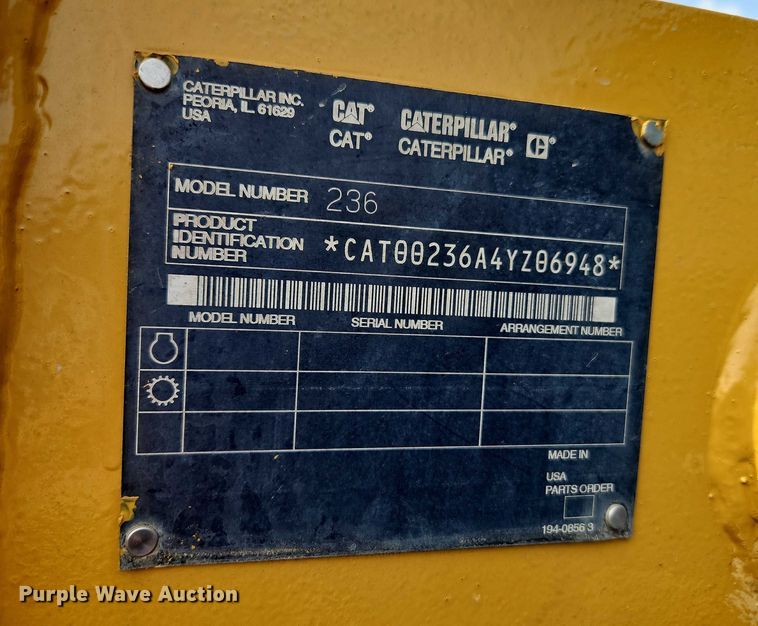 CATERPILLAR INC.
PEORIA, IL. 61629
USA
CAT® CATERPILLAR® C
CAT® CATERPILLAR®
MODEL NUMBER 236
PRODUCT
IDENTIFICATION
NUMBER
*CAT00236A4YZ06948*
MODEL NUMBER SERIAL NUMBER ARRANGEMENT NUMBER
MADE IN
USA
PARTS ORDER
194-0856 3
Purple Wave Auction